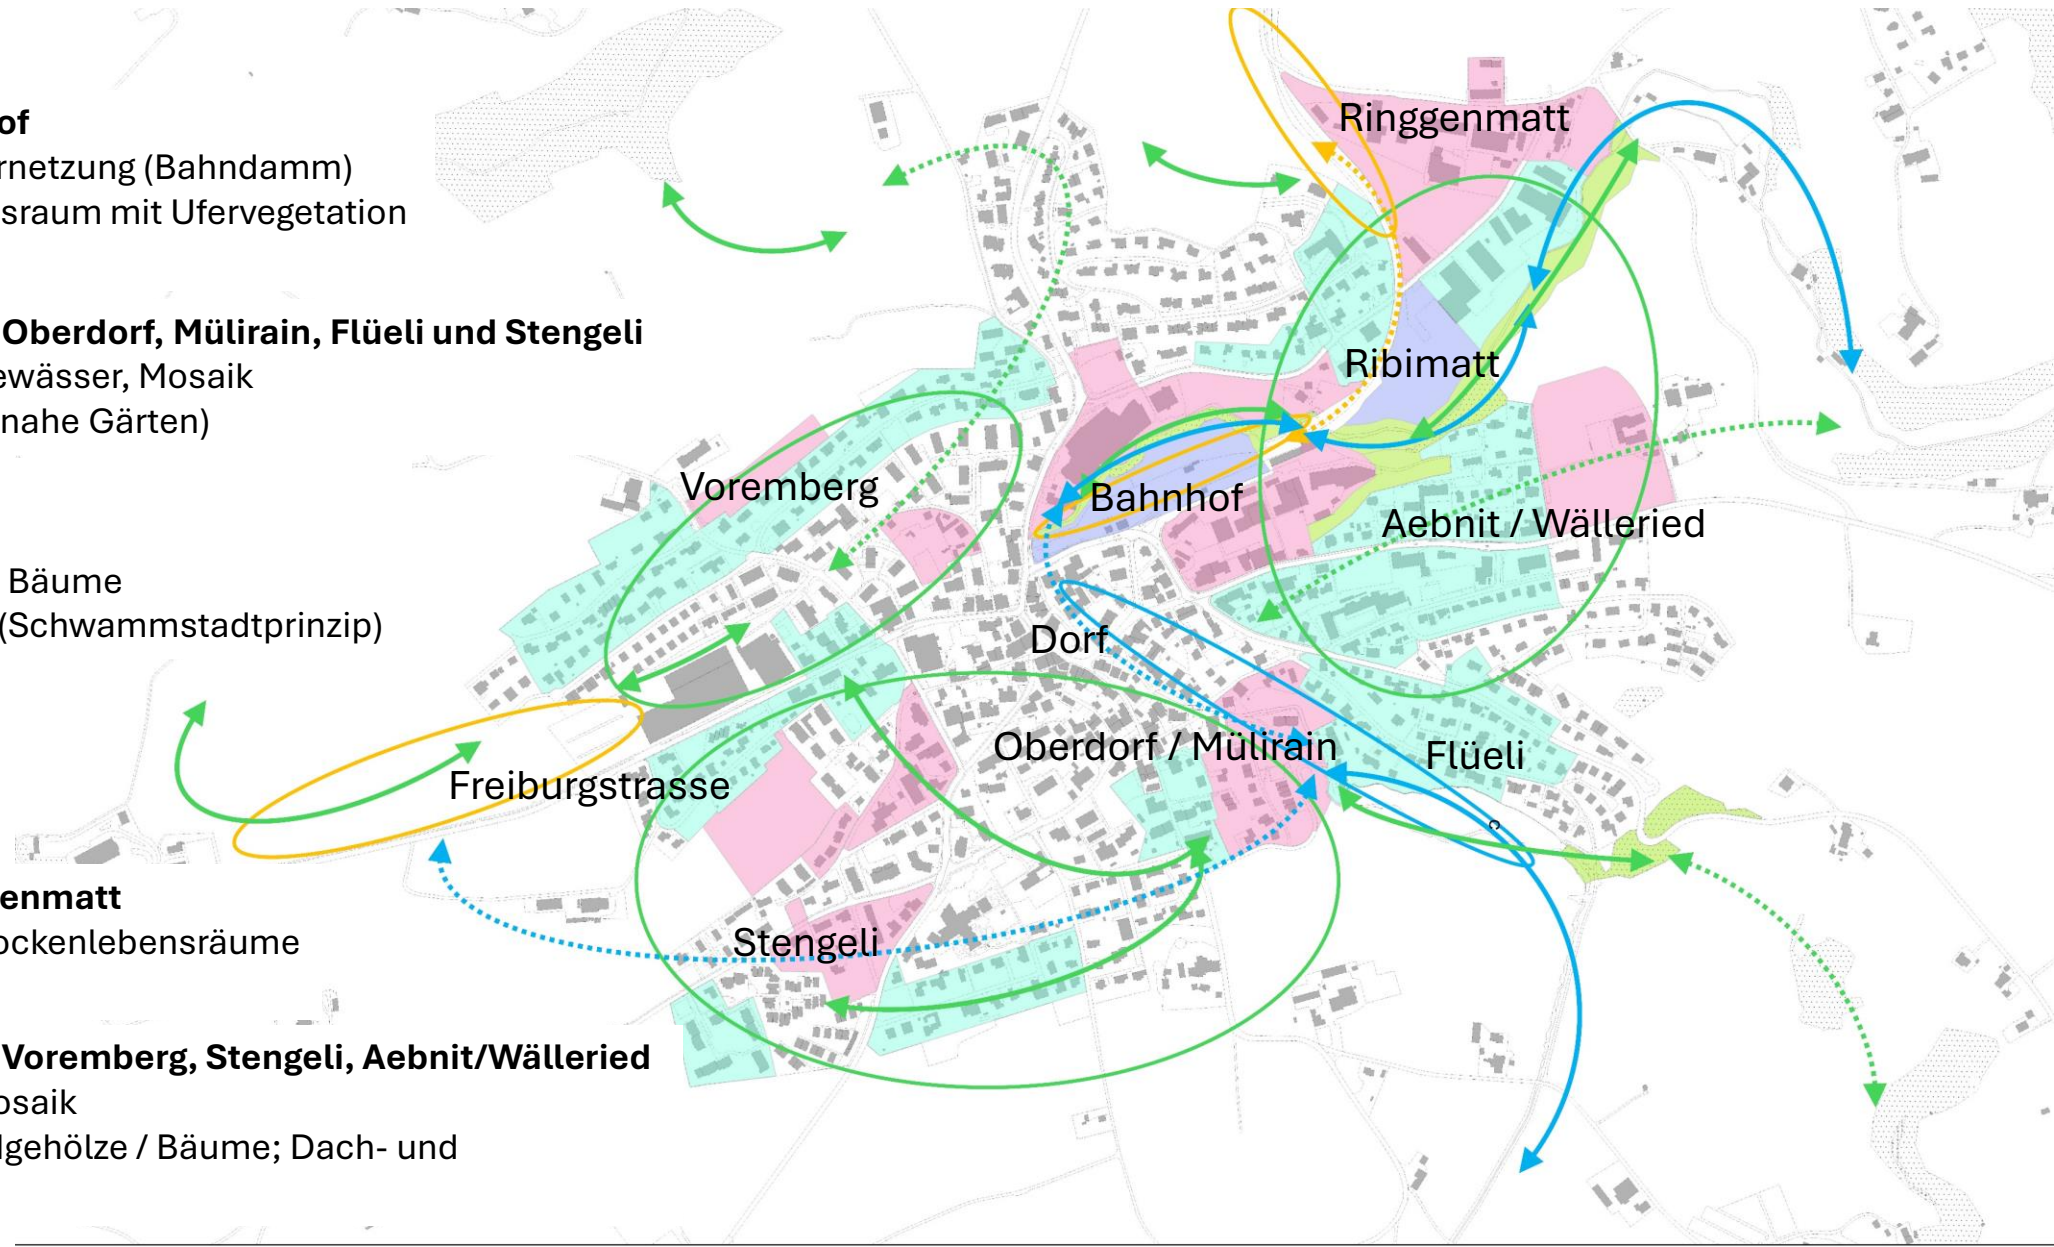 of
rnetzung (Bahndamm)
sraum mit Ufervegetation
Oberdorf, Mülirain, Flüeli und Stengeli
ewässer, Mosaik
nahe Gärten)
Bäume
(Schwammstadtprinzip)
enmatt
ockenlebensräume
Voremberg, Stengeli, Aebnit/Wälleried
osaik
lgehölze / Bäume; Dach- und
Ringgenmatt
Ribimatt
Voremberg
Bahnhof
Aebnit / Wälleried
Dorf
Oberdorf / Mülirain
Flüeli
Freiburgstrasse
c
Stengeli